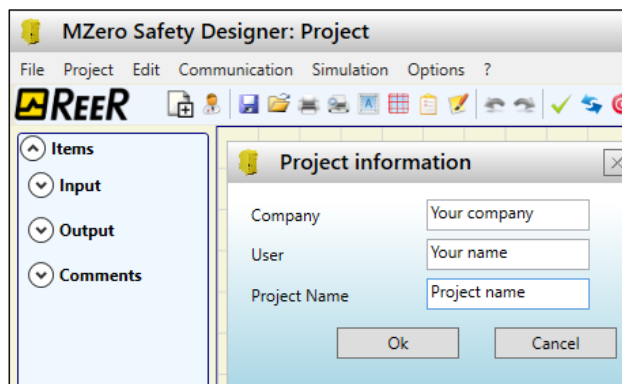 MZero Safety Designer: Project
File Project Edit Communication Simulation Options ?
REER
Items
Input
Output
Comments
Project information
Company Your company
User Your name
Project Name Project name
Ok Cancel